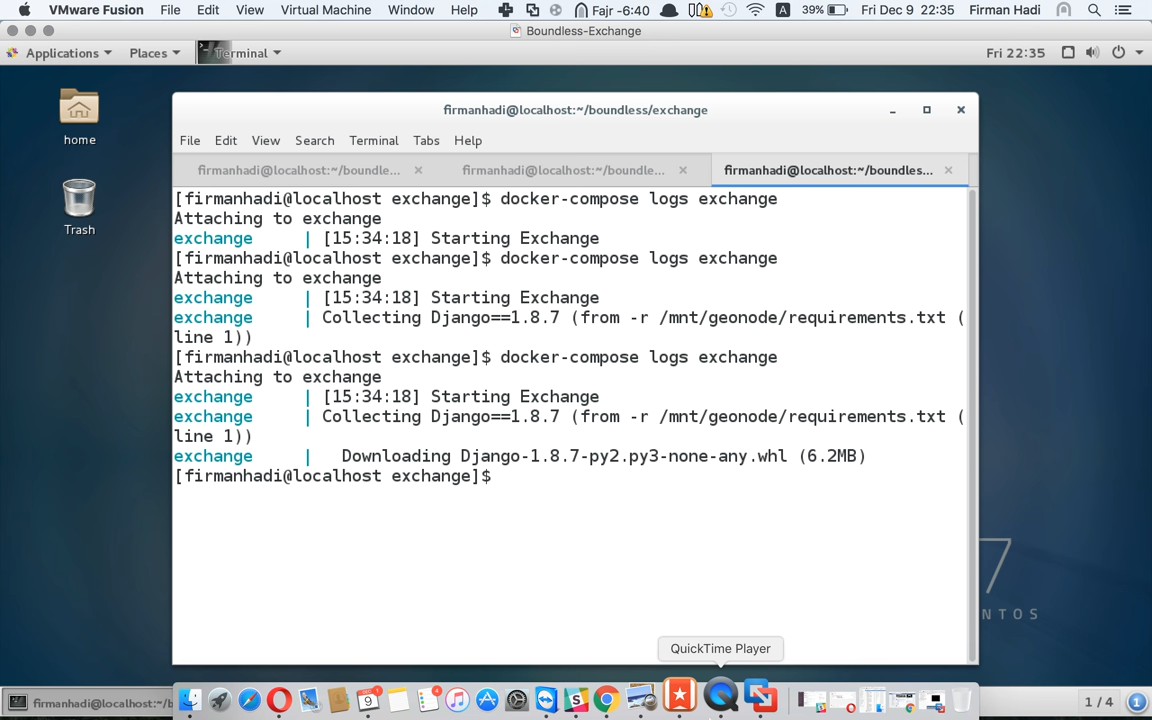 VMware Fusion File Edit View Virtual Machine Window Help Fajr -6:40 A 39% Fri Dec 9 22:35 Firman Hadi
Boundless-Exchange
Applications Places Terminal Fri 22:35
home
Trash
firmanhadi@localhost:~/boundless/exchange
File Edit View Search Terminal Tabs Help
firmanhadi@localhost:~/boundle... firmanhadi@localhost:~/boundle... firmanhadi@localhost:~/boundles...
[firmanhadi@localhost exchange]$ docker-compose logs exchange
Attaching to exchange
exchange | [15:34:18] Starting Exchange
[firmanhadi@localhost exchange]$ docker-compose logs exchange
Attaching to exchange
exchange | [15:34:18] Starting Exchange
exchange | Collecting Django==1.8.7 (from -r /mnt/geonode/requirements.txt (
line 1))
[firmanhadi@localhost exchange]$ docker-compose logs exchange
Attaching to exchange
exchange | [15:34:18] Starting Exchange
exchange | Collecting Django==1.8.7 (from -r /mnt/geonode/requirements.txt (
line 1))
exchange | Downloading Django-1.8.7-py2.py3-none-any.whl (6.2MB)
[firmanhadi@localhost exchange]$
7
NTOS
QuickTime Player
firmanhadi@localhost:~/b
1 / 4 1